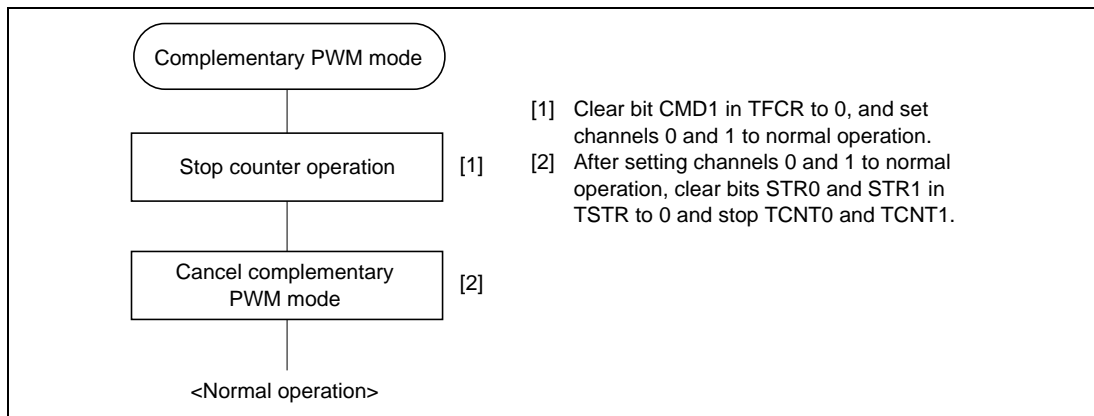 Complementary PWM mode
Stop counter operation
[1]
Cancel complementary
PWM mode
[2]
<Normal operation>
[1] Clear bit CMD1 in TFCR to 0, and set
channels 0 and 1 to normal operation.
[2] After setting channels 0 and 1 to normal
operation, clear bits STR0 and STR1 in
TSTR to 0 and stop TCNT0 and TCNT1.